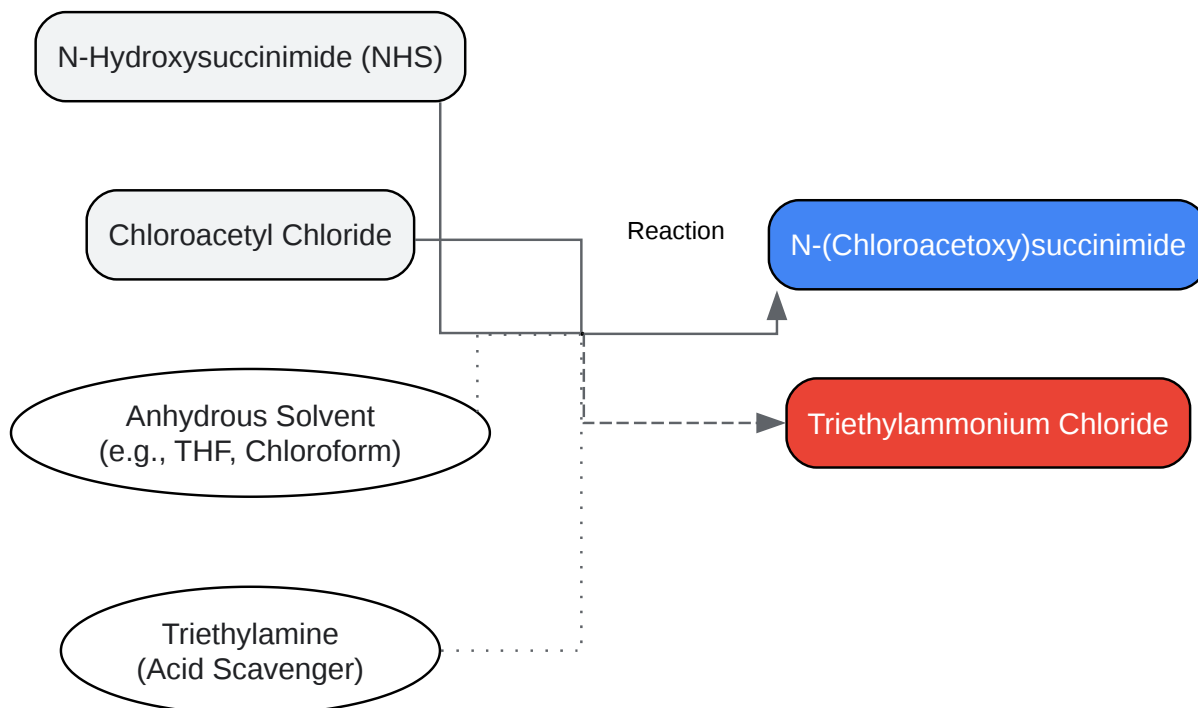 N-Hydroxysuccinimide (NHS)
Chloroacetyl Chloride
Reaction
N-(Chloroacetoxy)succinimide
Anhydrous Solvent
(e.g., THF, Chloroform)
Triethylammonium Chloride
Triethylamine
(Acid Scavenger)